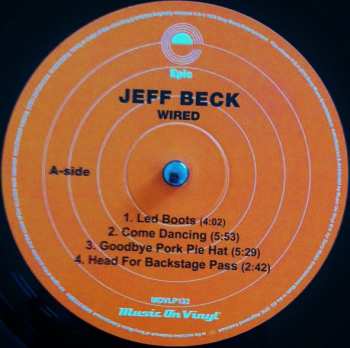 Epic
JEFF BECK
WIRED
A-side
1. Led Boots (4:02)
2. Come Dancing (5:53)
3. Goodbye Pork Pie Hat (5:29)
4. Head For Backstage Pass (2:42)
MOVLP132
Music On Vinyl